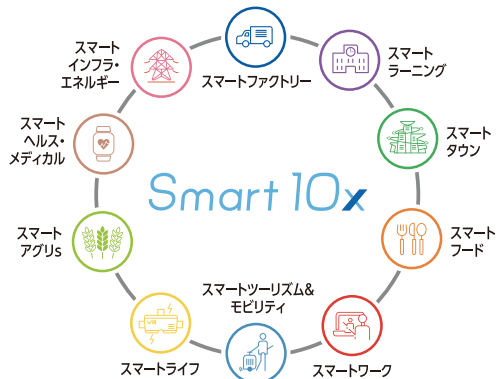 スマートファクトリー
スマート
ラーニング
スマート
タウン
スマート
フード
スマートワーク
スマートツーリズム&
モビリティ
スマートライフ
スマート
アグリs
スマート
ヘルス・
メディカル
スマート
インフラ・
エネルギー
Smart 10x